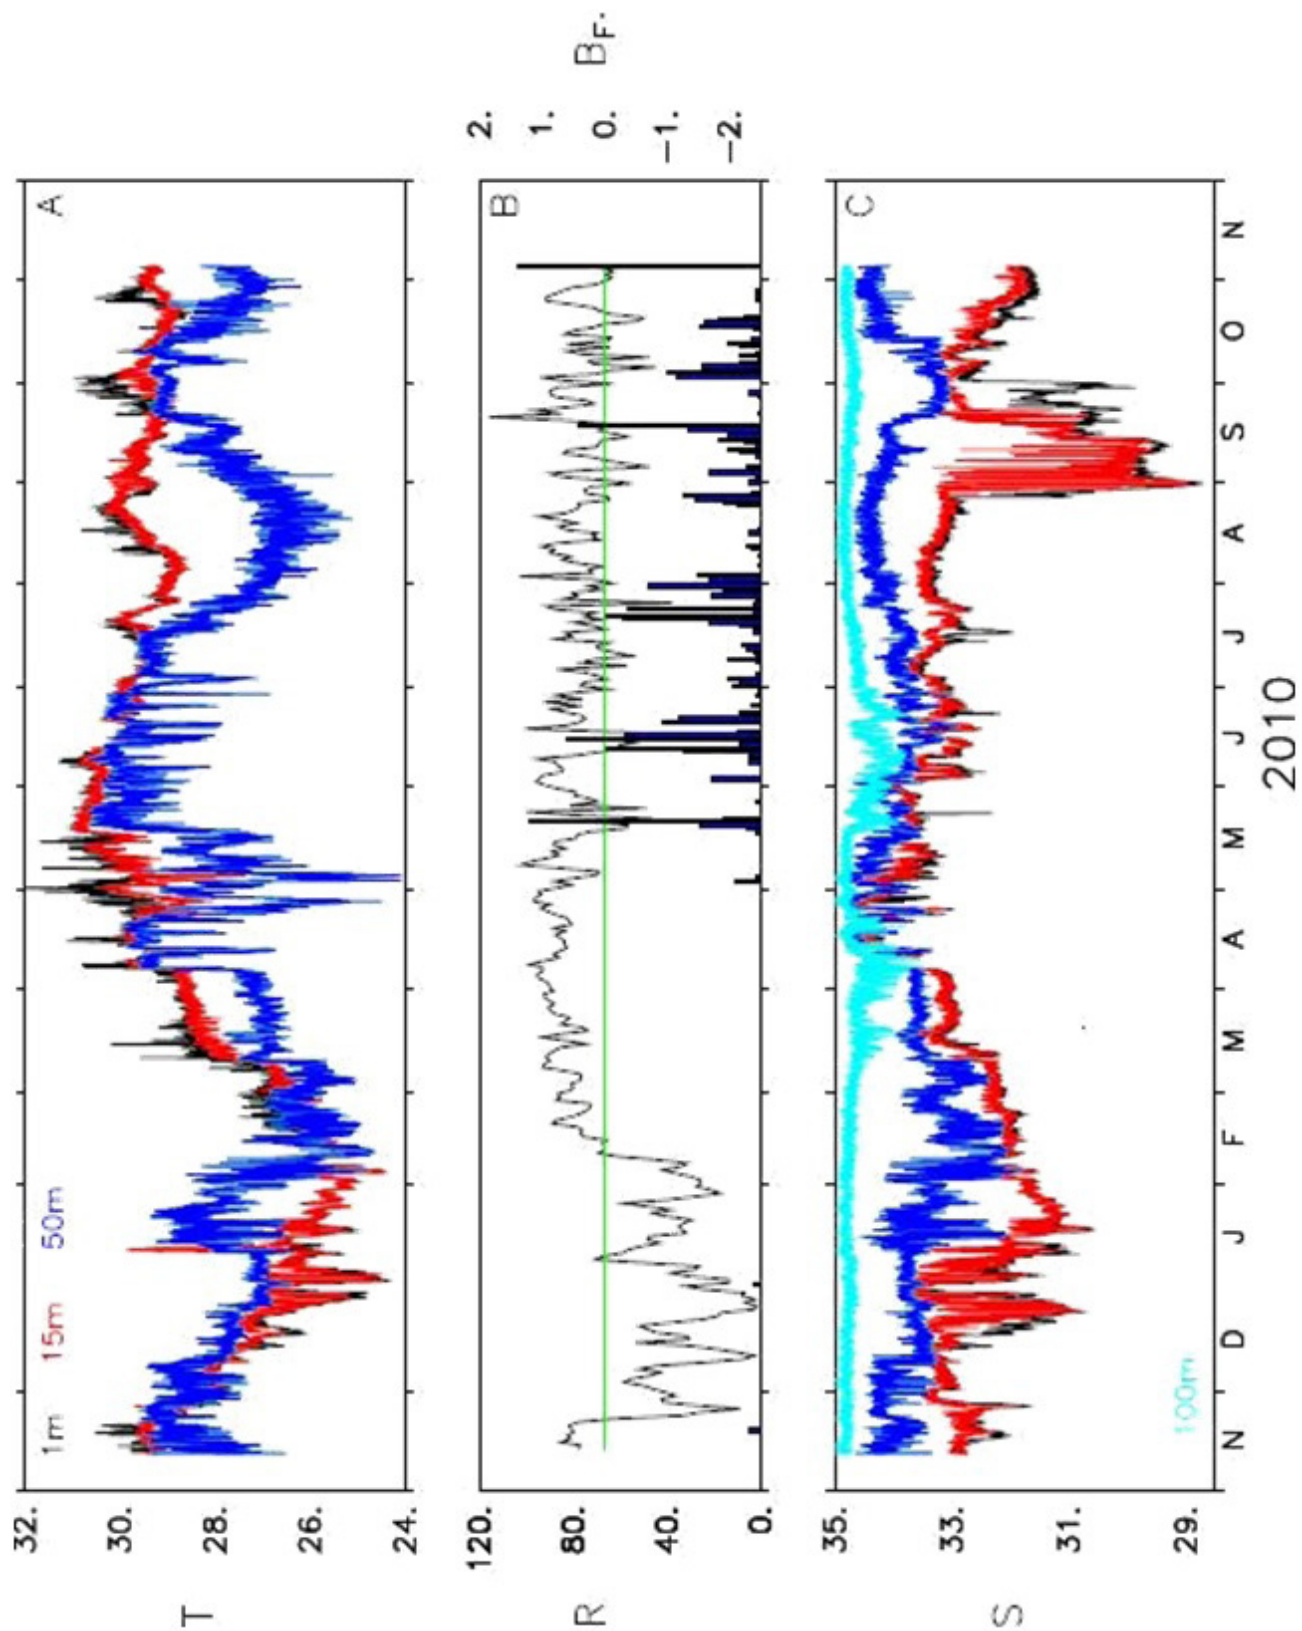 1m 15m 50m
A
32.
30.
28.
26.
24.
T
B
120.
80.
40.
0.
R
2.
1.
0.
−1.
−2.
B_F.
C
35.
33.
31.
29.
S
100m
N D J F M A M J J A S O N
2010